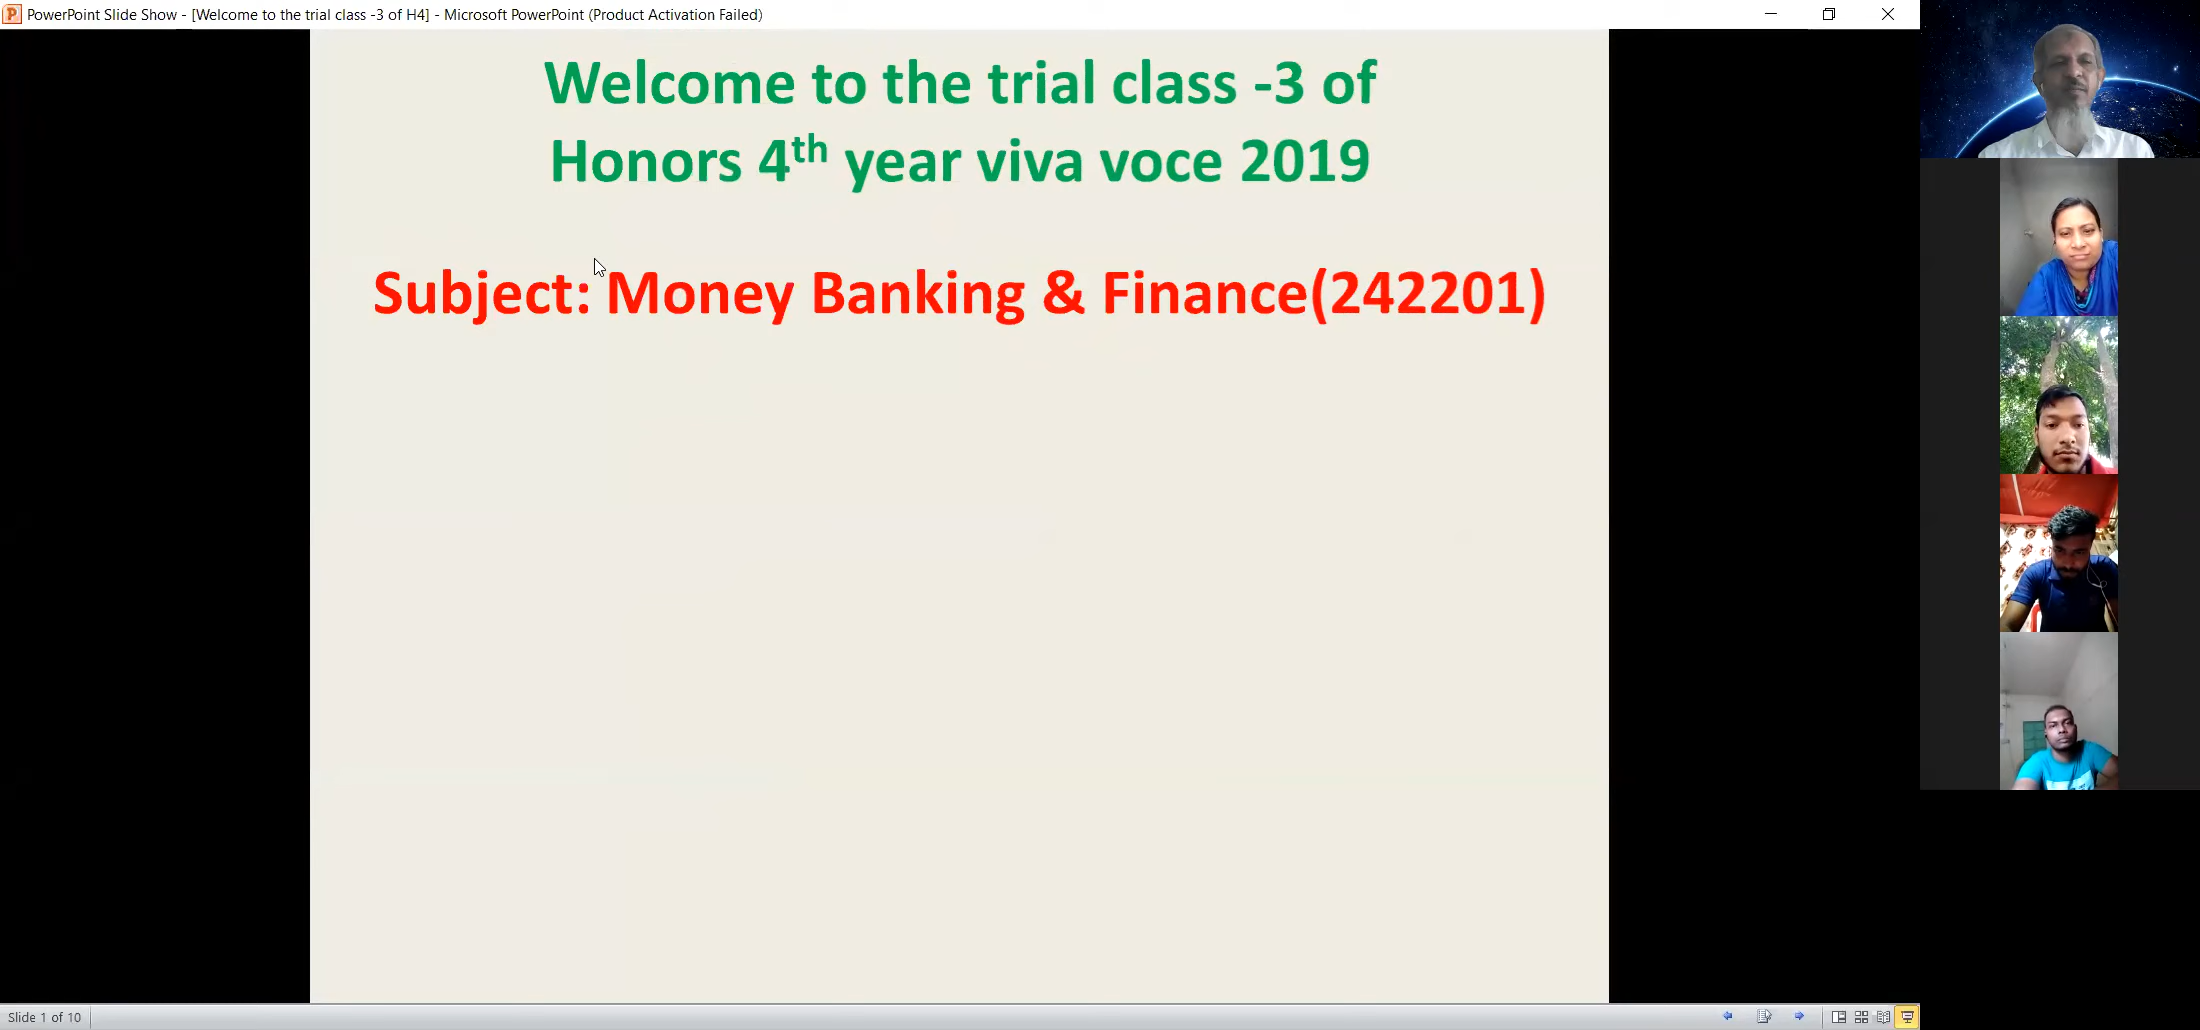 PowerPoint Slide Show - [Welcome to the trial class -3 of H4] - Microsoft PowerPoint (Product Activation Failed)
Welcome to the trial class -3 of
Honors 4th year viva voce 2019
Subject: Money Banking & Finance(242201)
Slide 1 of 10